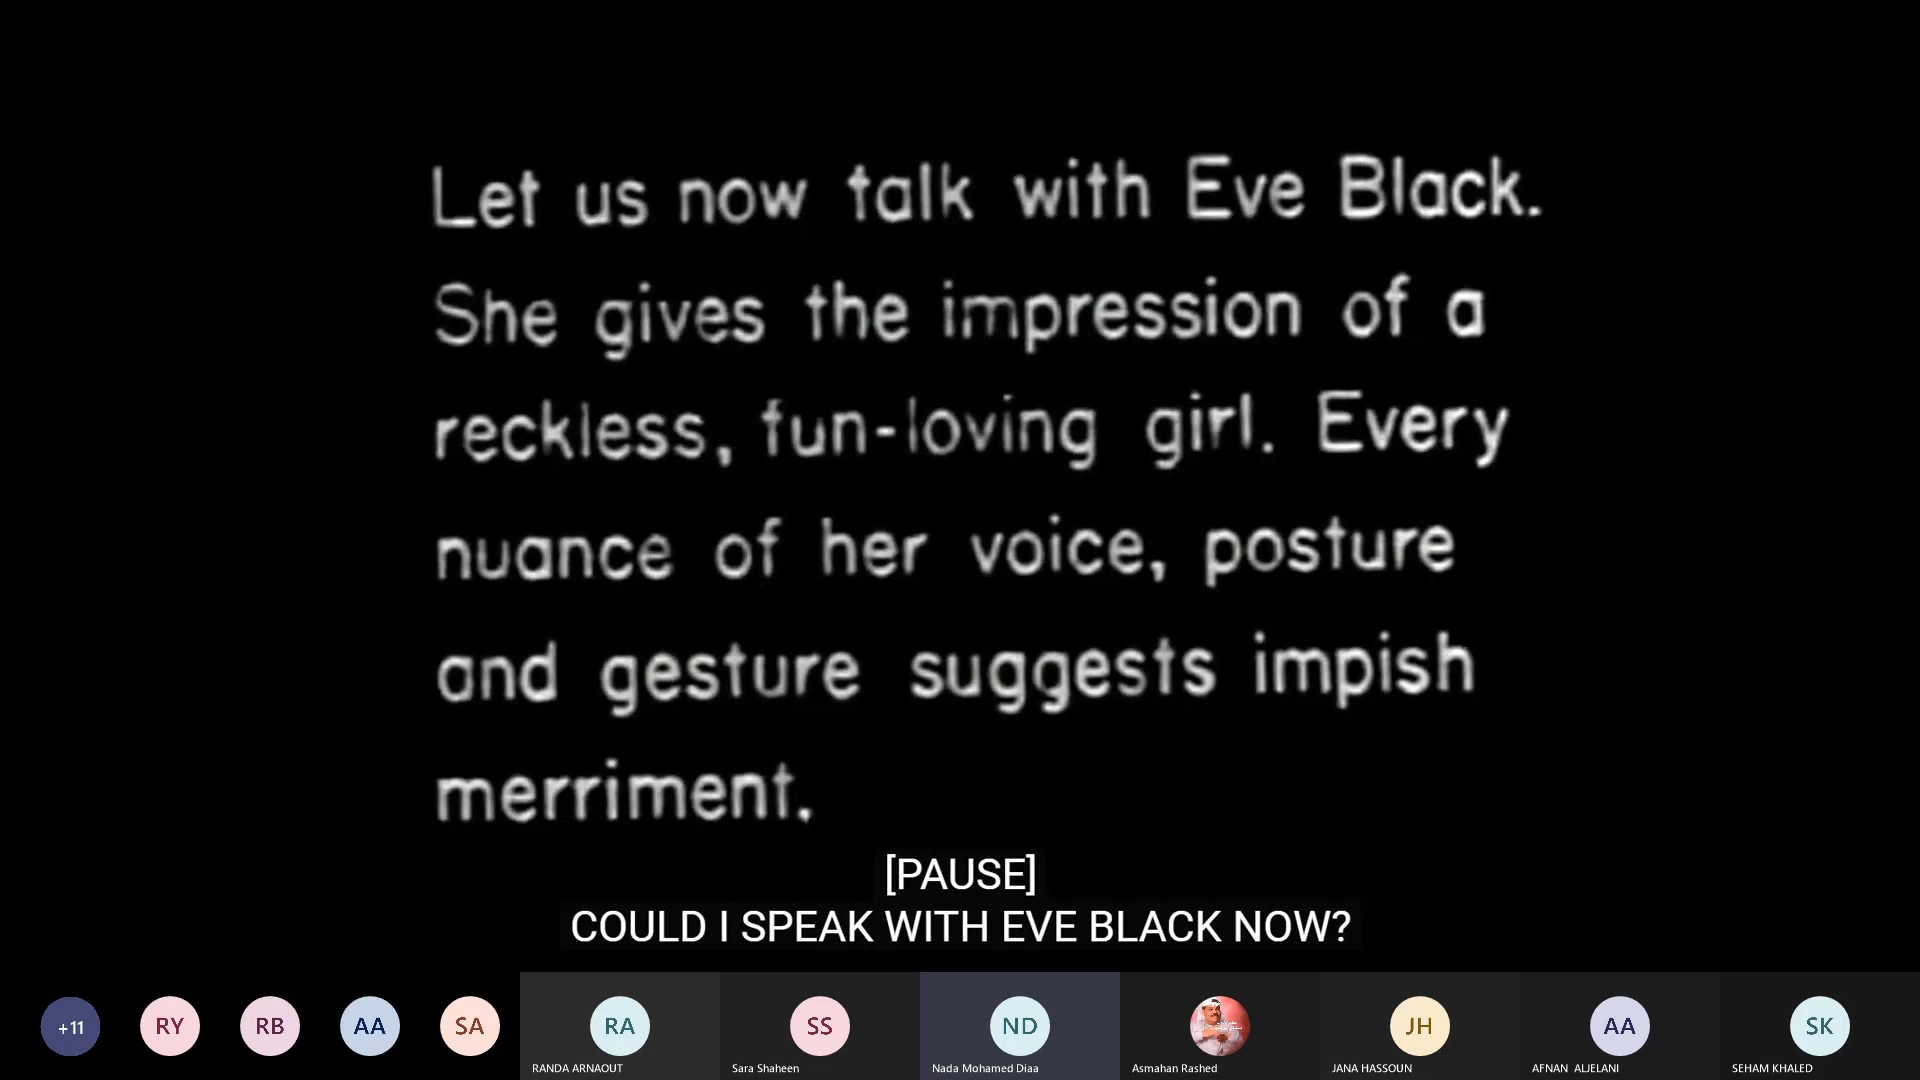 Let us now talk with Eve Black.
She gives the impression of a
reckless, fun-loving girl. Every
nuance of her voice, posture
and gesture suggests impish
merriment.
[PAUSE]
COULD I SPEAK WITH EVE BLACK NOW?
+11 RY RB AA SA RA SS ND JH AA SK
RANDA ARNAOUT Sara Shaheen Nada Mohamed Diaa Asmahan Rashed JANA HASSOUN AFNAN ALJELANI SEHAM KHALED